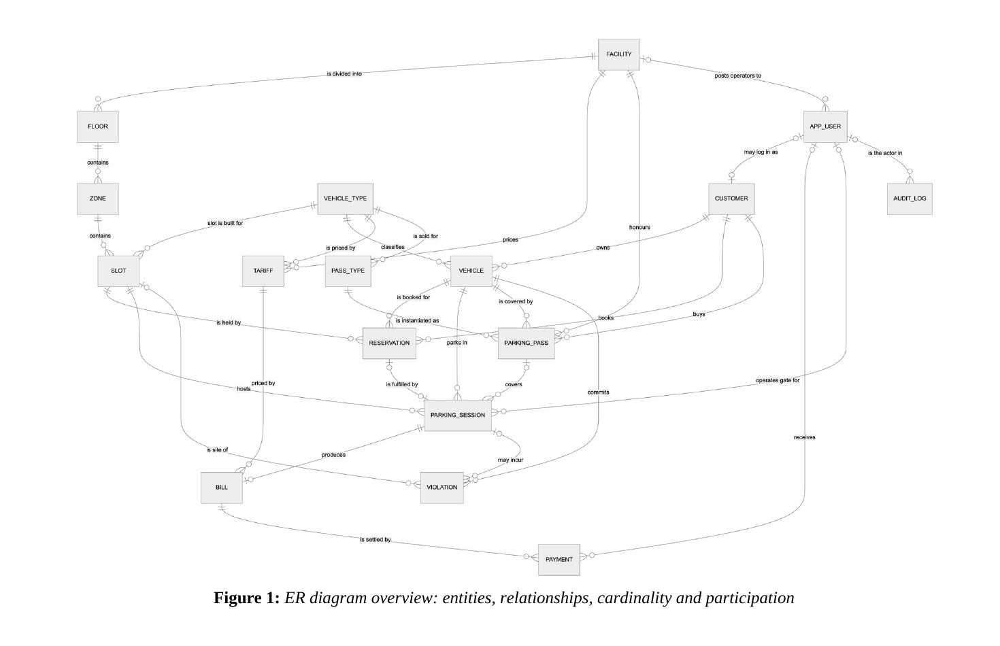 FACILITY
is divided into
posts operators to
FLOOR
APP_USER
may log in as
is the actor in
contains
ZONE
VEHICLE_TYPE
CUSTOMER
AUDIT_LOG
slot is built for
honours
contains
is sold for
prices
is priced by
classifies
owns
SLOT
TARIFF
PASS_TYPE
VEHICLE
is booked for
is covered by
is held by
is instantiated as
books
buys
RESERVATION
parks in
PARKING_PASS
priced by
hosts
is fulfilled by
covers
operates gate for
commits
PARKING_SESSION
receives
is site of
produces
may incur
BILL
VIOLATION
is settled by
PAYMENT
Figure 1: ER diagram overview: entities, relationships, cardinality and participation